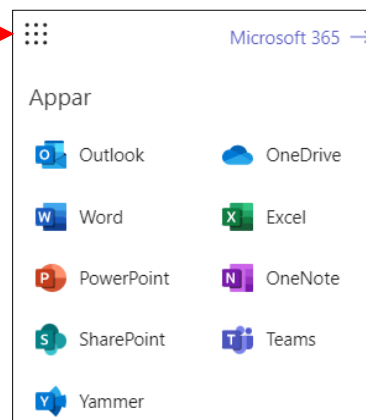 Microsoft 365 →
Appar
Outlook OneDrive
Word Excel
PowerPoint OneNote
SharePoint Teams
Yammer